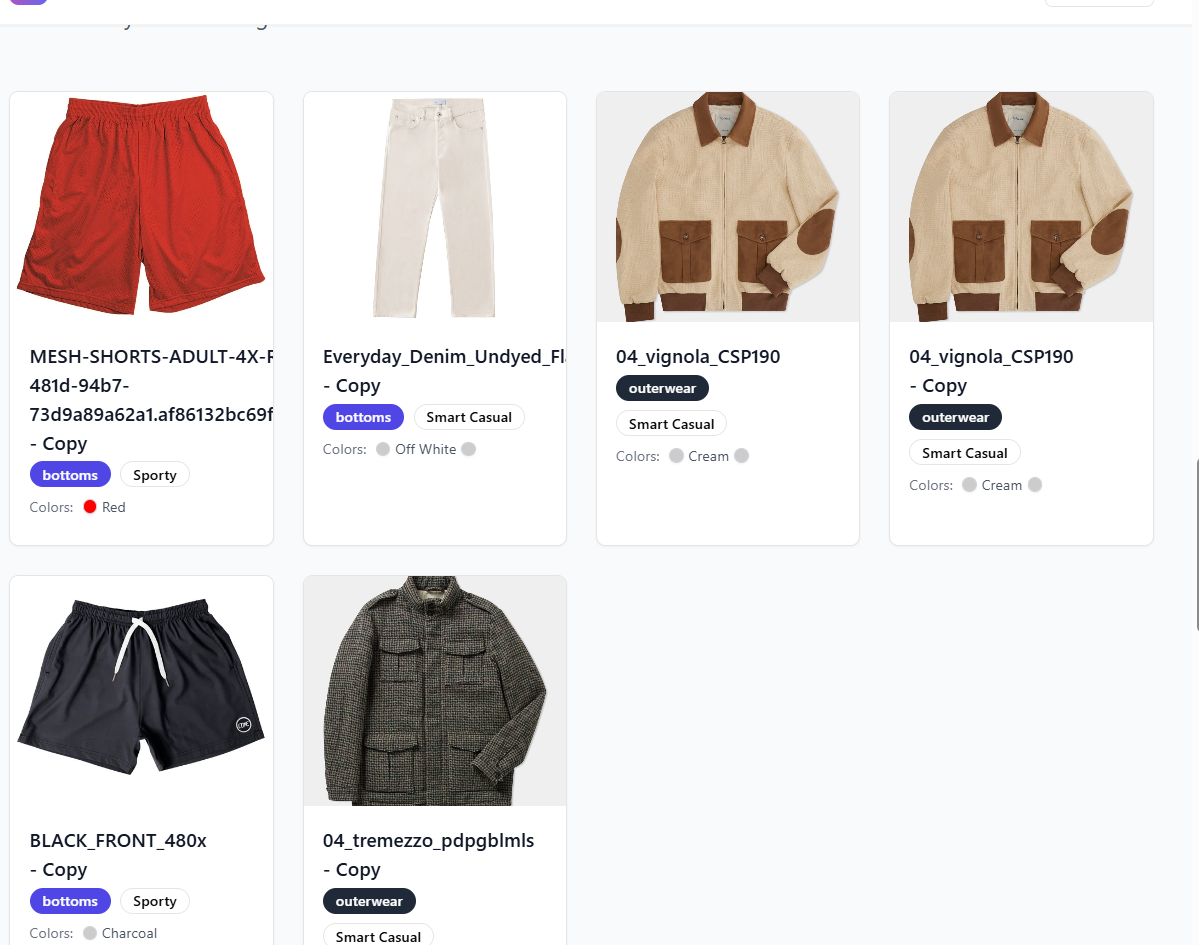 MESH-SHORTS-ADULT-4X-
481d-94b7-
73d9a89a62a1.af86132bc69f
- Copy
bottoms Sporty
Colors: Red
Everyday_Denim_Undyed_Fl
- Copy
bottoms Smart Casual
Colors: Off White
04_vignola_CSP190
outerwear
Smart Casual
Colors: Cream
04_vignola_CSP190
- Copy
outerwear
Smart Casual
Colors: Cream
BLACK_FRONT_480x
- Copy
bottoms Sporty
Colors: Charcoal
04_tremezzo_pdpgblmls
- Copy
outerwear
Smart Casual